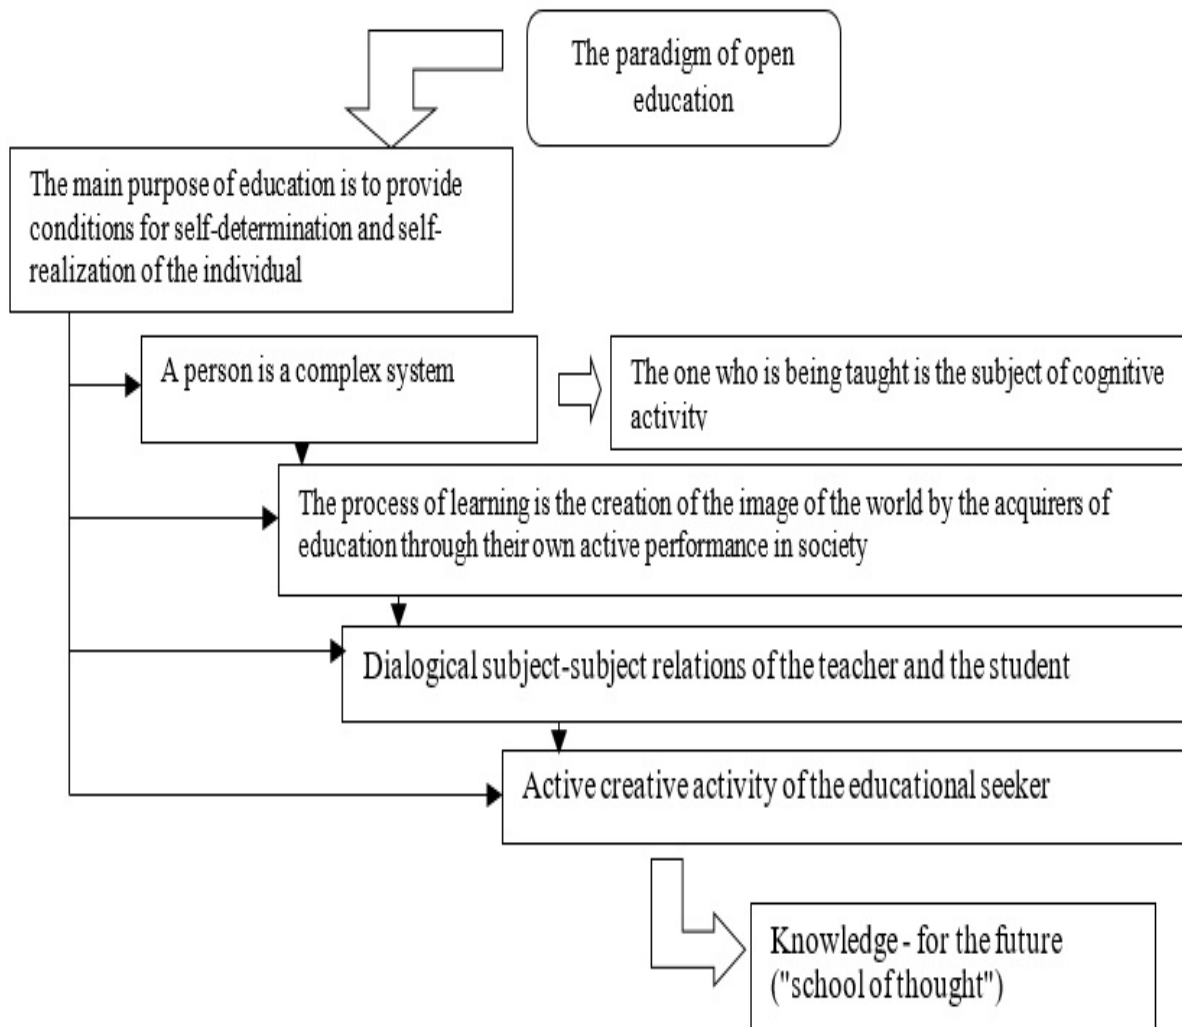 The paradigm of open
education
The main purpose of education is to provide
conditions for self-determination and self-
realization of the individual
A person is a complex system
The one who is being taught is the subject of cognitive
activity
The process of learning is the creation of the image of the world by the acquirers of
education through their own active performance in society
Dialogical subject-subject relations of the teacher and the student
Active creative activity of the educational seeker
Knowledge - for the future
("school of thought")